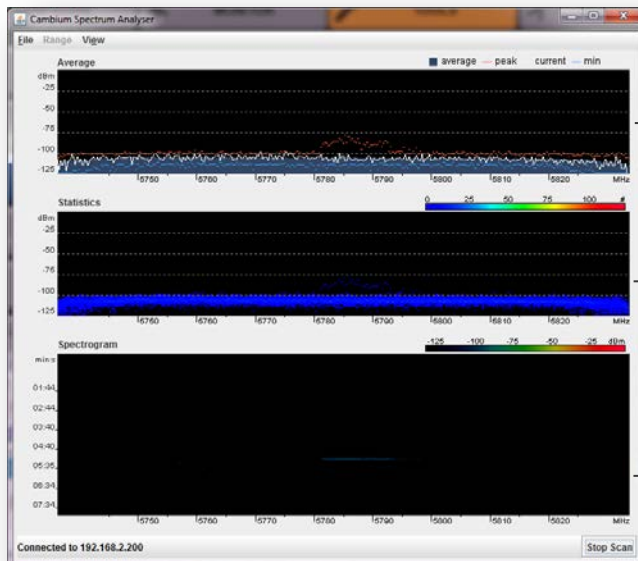 Cambium Spectrum Analyser
File Range View
Average
average peak current min
dBm
-25
-50
-75
-100
-125
5750 5760 5770 5780 5790 5800 5810 5820 MHz
Statistics
0 25 50 75 100 #
dBm
-25
-50
-75
-100
-125
5750 5760 5770 5780 5790 5800 5810 5820 MHz
Spectrogram
-125 -100 -75 -50 -25 dBm
min:s
01:44
02:44
03:40
04:40
05:35
06:34
07:34
5750 5760 5770 5780 5790 5800 5810 5820 MHz
Connected to 192.168.2.200
Stop Scan